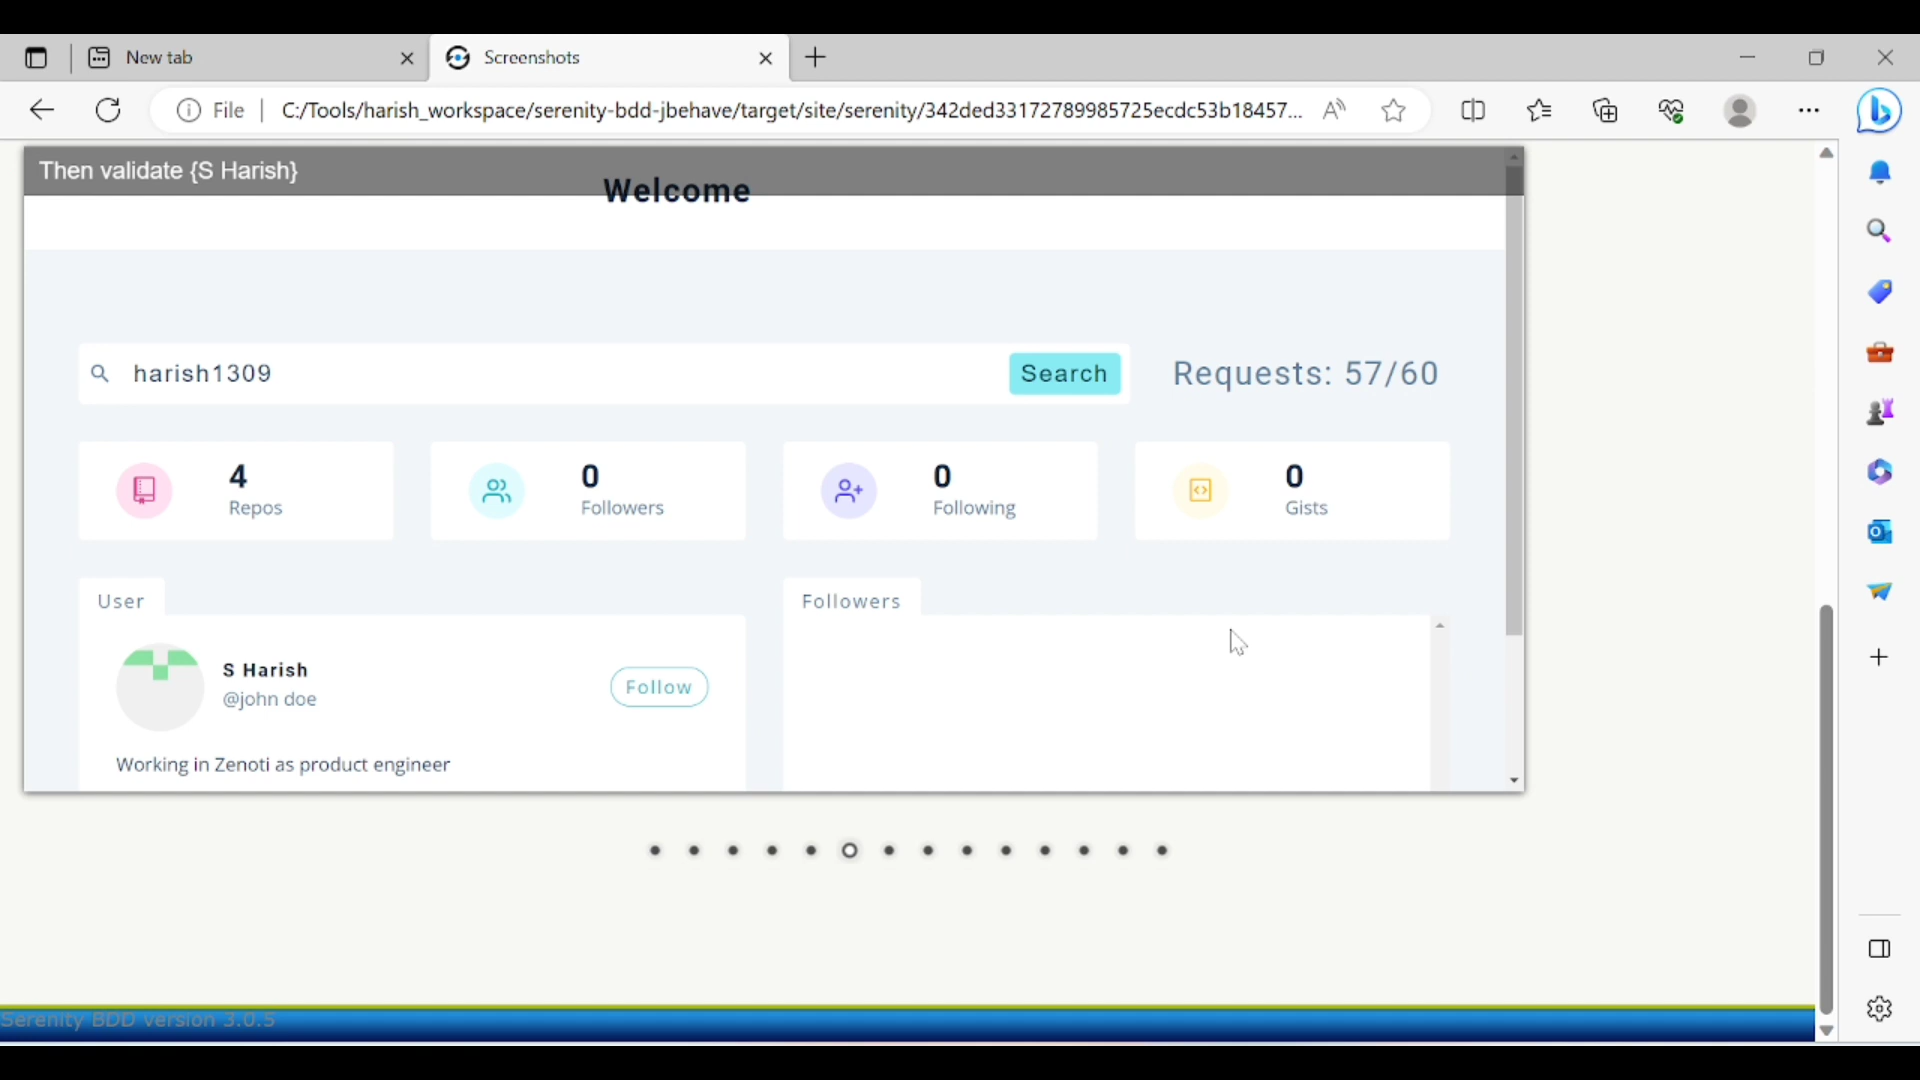 New tab
Screenshots
File
C:/Tools/harish_workspace/serenity-bdd-jbehave/target/site/serenity/342ded33172789985725ecdc53b18457...
Then validate {S Harish}
Welcome
harish1309
Search
Requests: 57/60
4
Repos
0
Followers
0
Following
0
Gists
User
Followers
S Harish
@john doe
Follow
Working in Zenoti as product engineer
Serenity BDD version 3.0.5